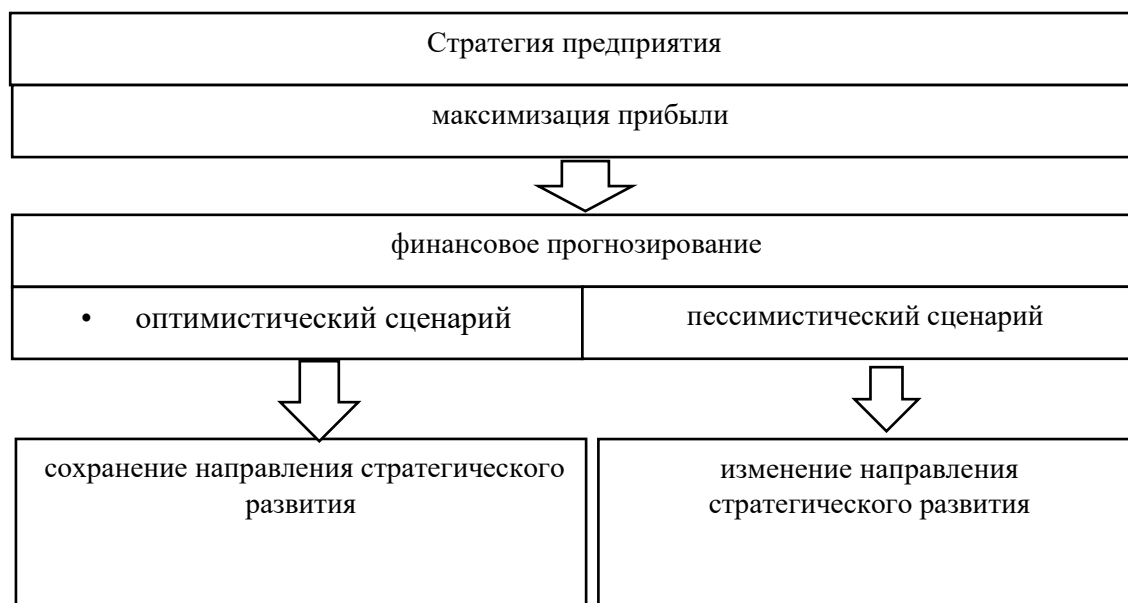 Стратегия предприятия
максимизация прибыли
финансовое прогнозирование
• оптимистический сценарий
пессимистический сценарий
сохранение направления стратегического
развития
изменение направления
стратегического развития